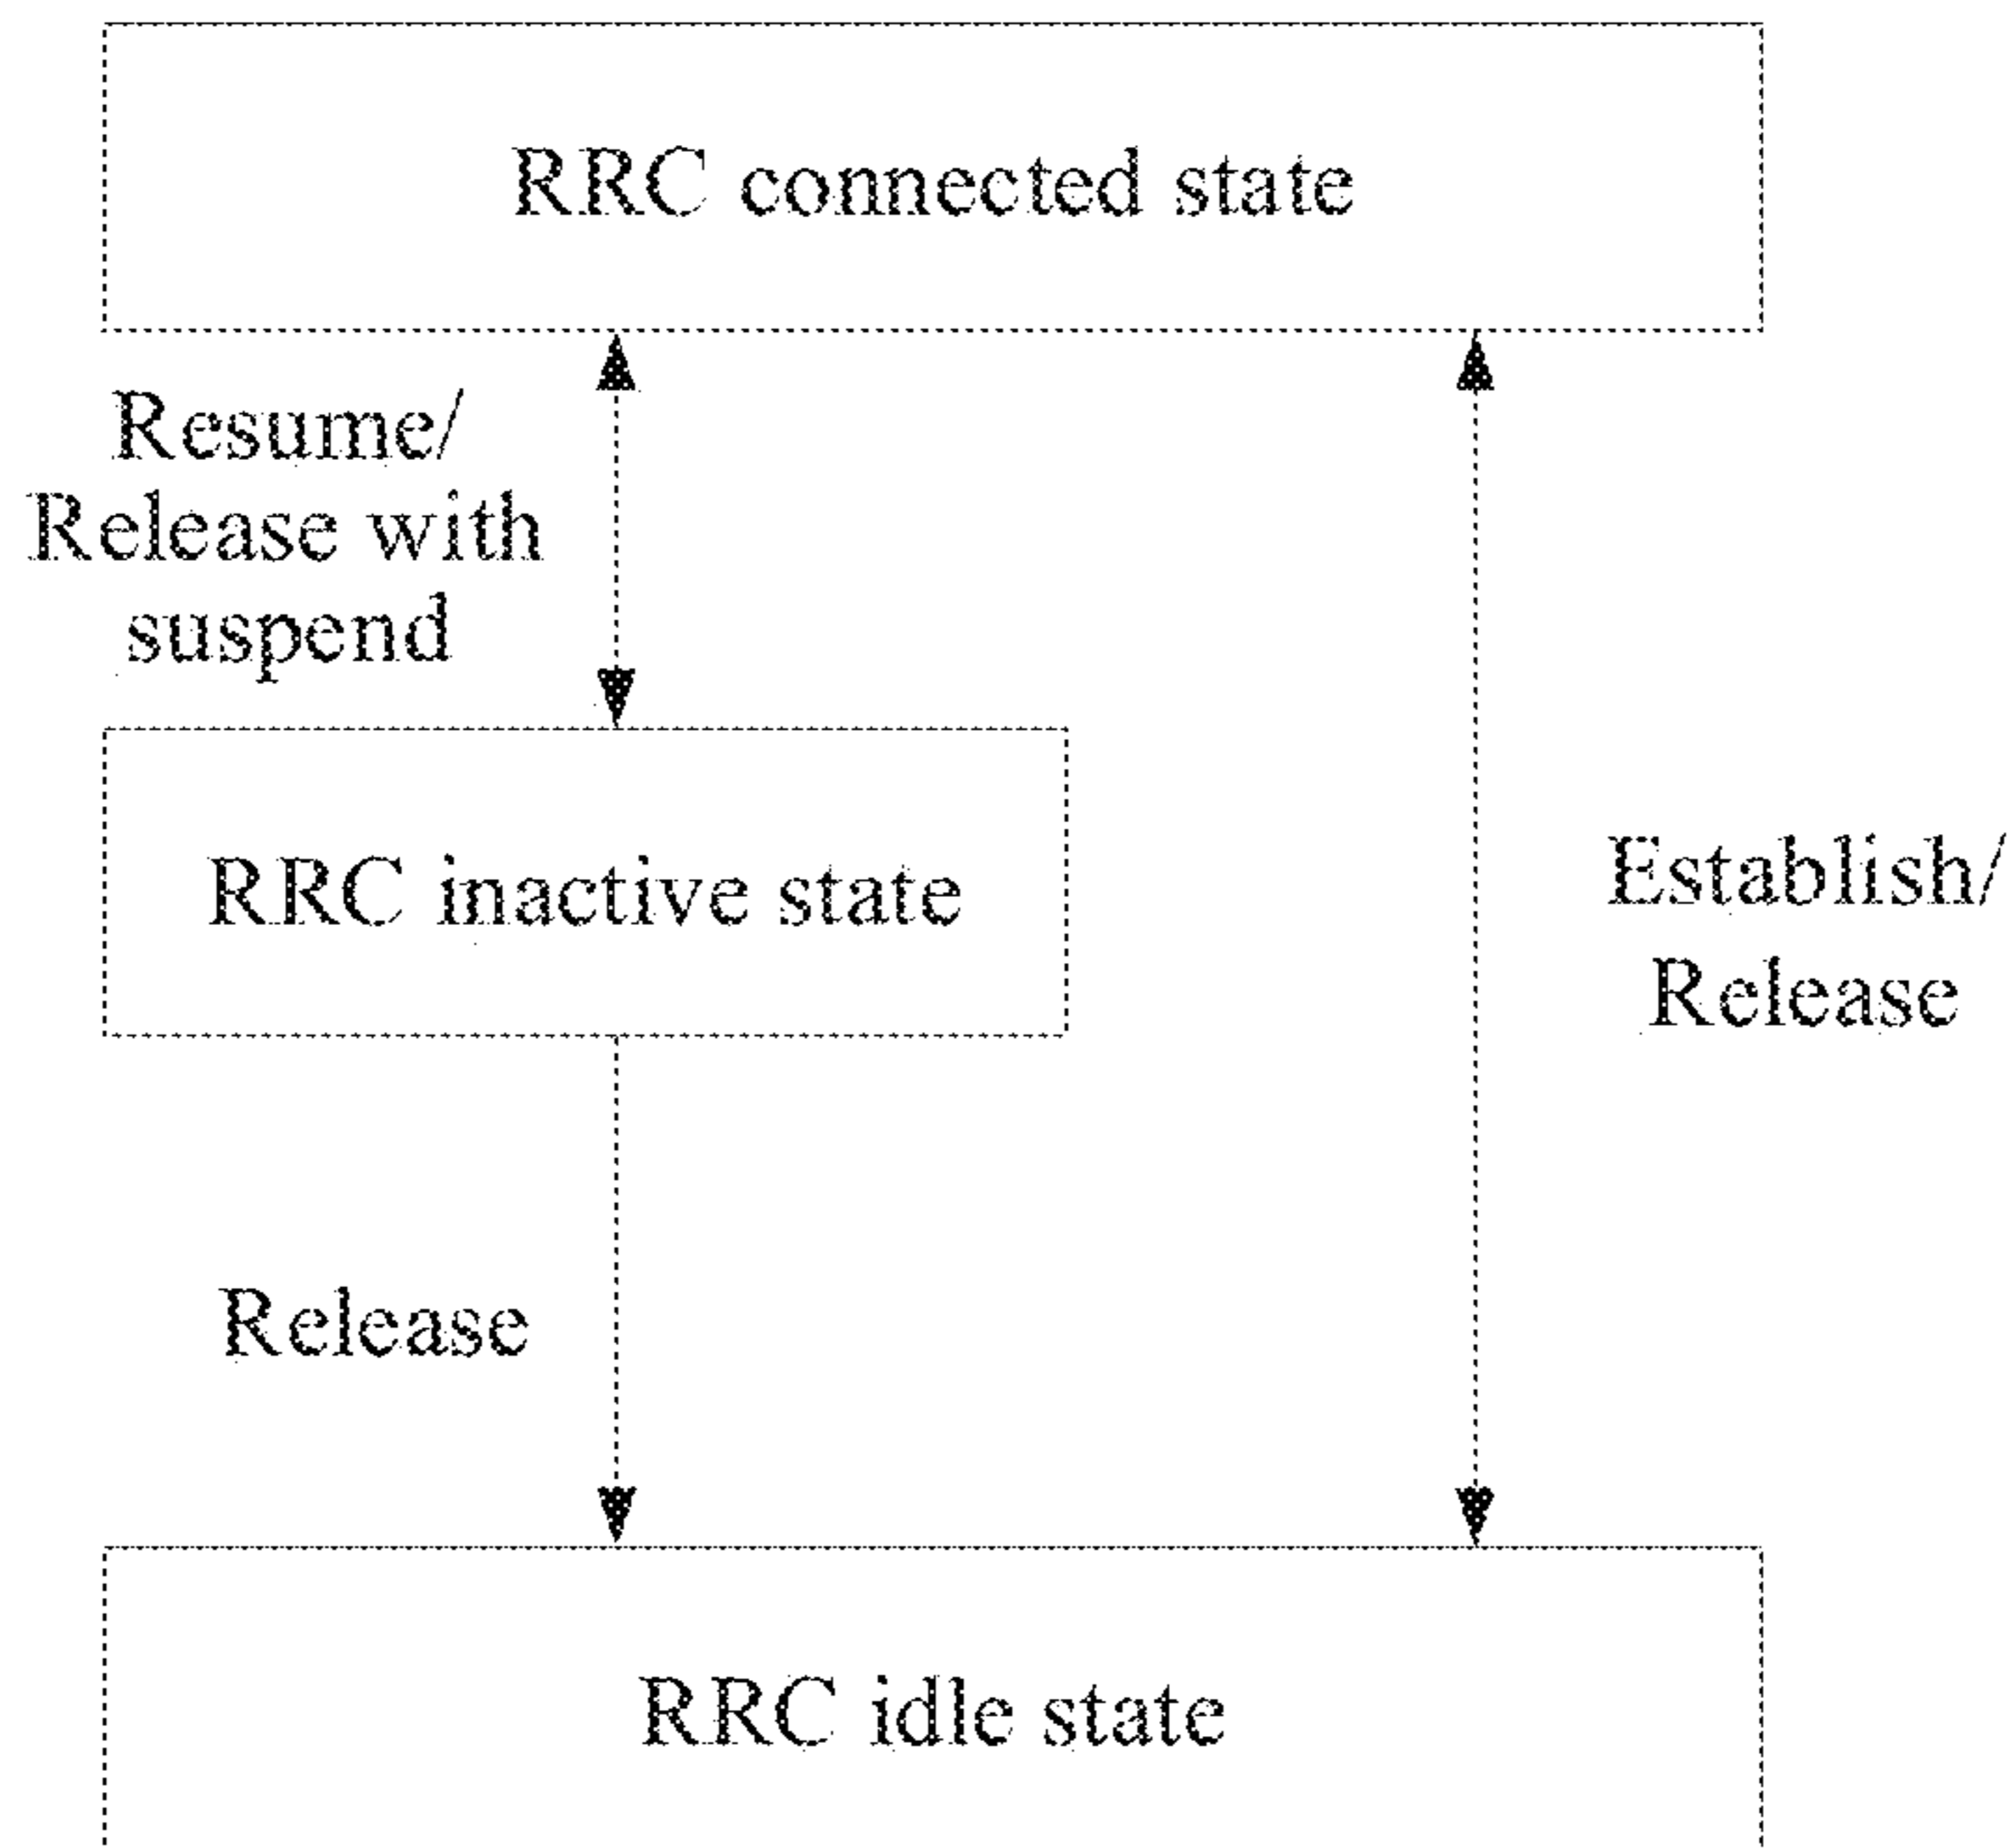 RRC connected state
Resume/
Release with
suspend
RRC inactive state
Establish/
Release
Release
RRC idle state